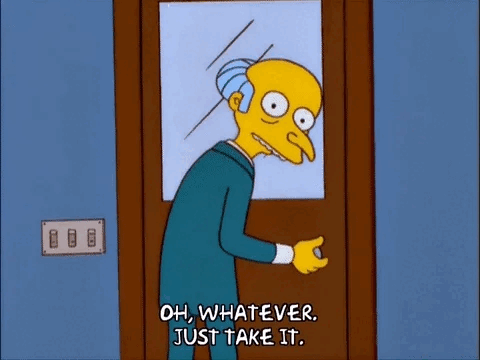 OH, WHATEVER.
JUST TAKE IT.